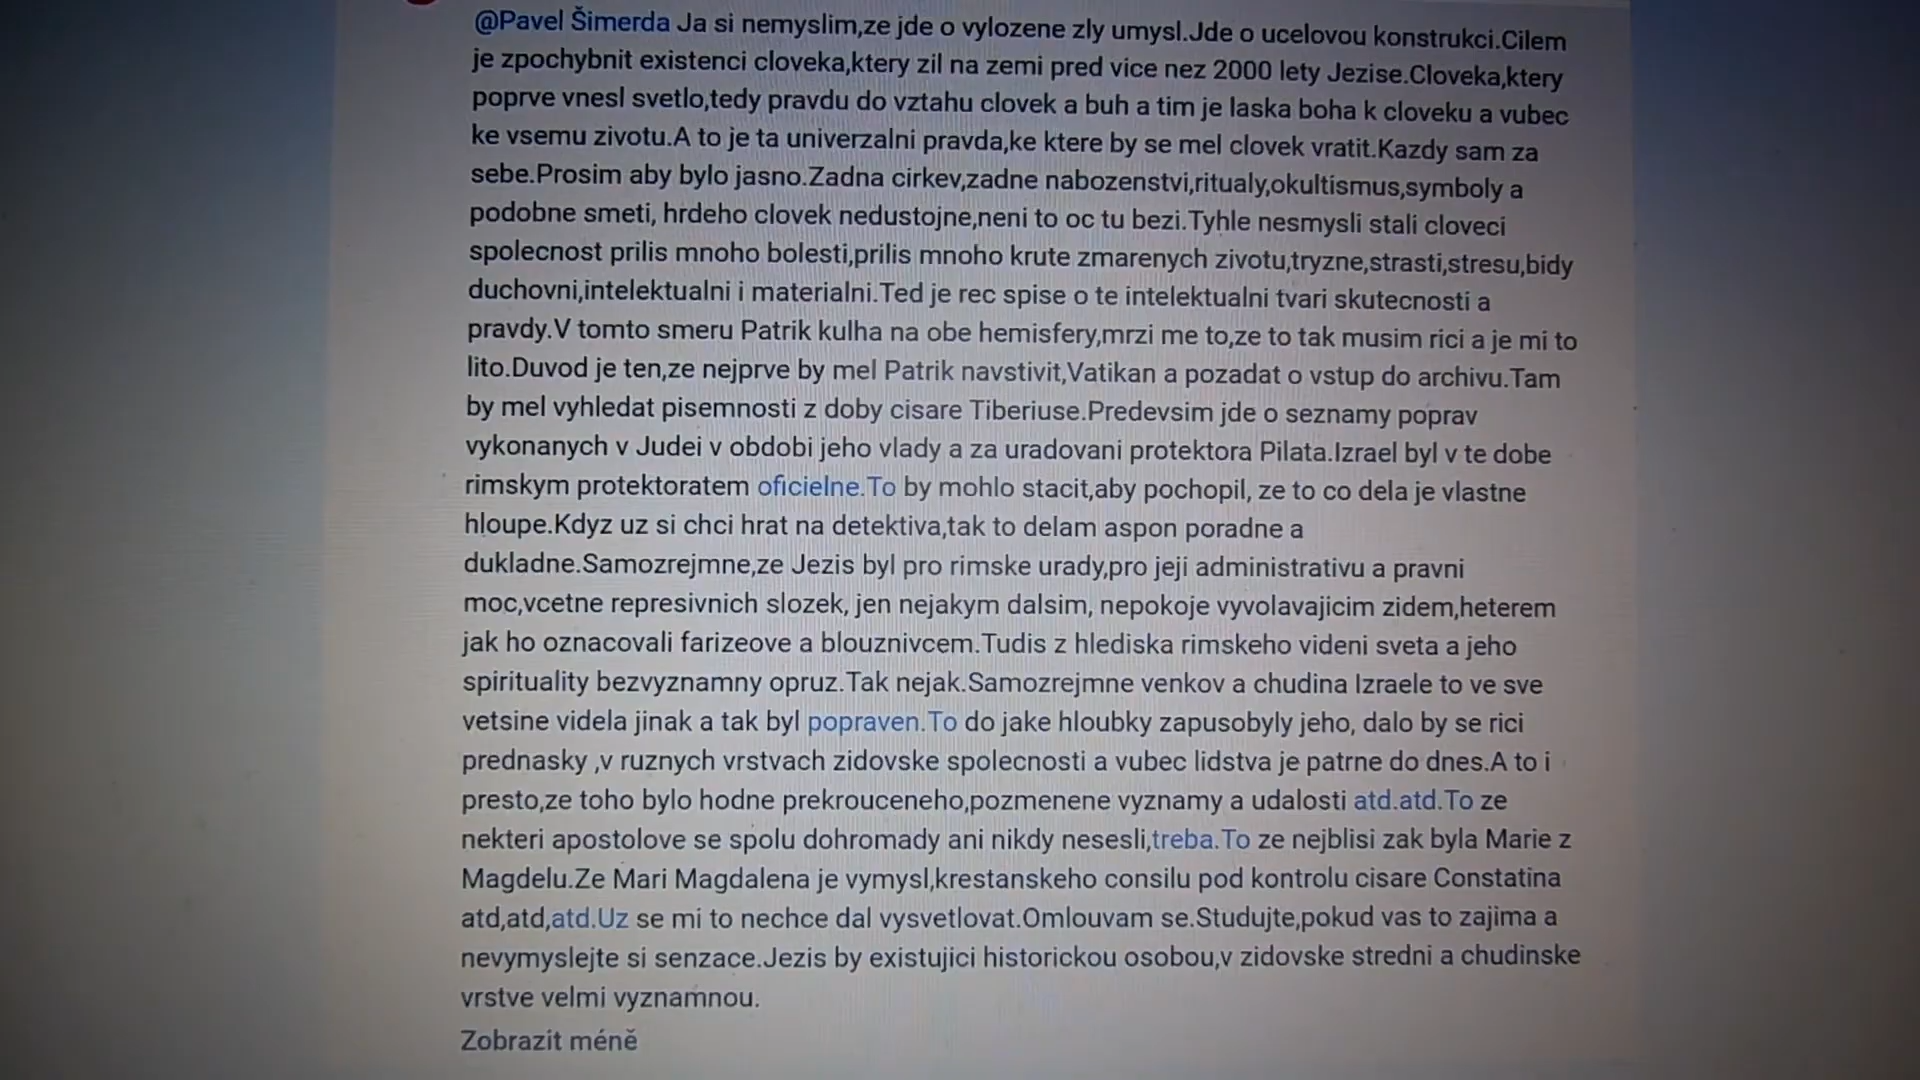 @Pavel Šimerda Ja si nemyslim,ze jde o vylozene zly umysl.Jde o ucelovou konstrukci.Cilem
je zpochybnit existenci cloveka,ktery zil na zemi pred vice nez 2000 lety Jezise.Cloveka,ktery
poprve vnesl svetlo,tedy pravdu do vztahu clovek a buh a tim je laska boha k cloveku a vubec
ke vsemu zivotu.A to je ta univerzalni pravda,ke ktere by se mel clovek vratit.Kazdy sam za
sebe.Prosim aby bylo jasno.Zadna cirkev,zadne nabozenstvi,ritualy,okultismus,symboly a
podobne smeti, hrdeho clovek nedustojne,neni to oc tu bezi.Tyhle nesmysli stali cloveci
spolecnost prilis mnoho bolesti,prilis mnoho krute zmarenych zivotu,tryzne,strasti,stresu,bidy
duchovni,intelektualni i materialni.Ted je rec spise o te intelektualni tvari skutecnosti a
pravdy.V tomto smeru Patrik kulha na obe hemisfery,mrzi me to,ze to tak musim rici a je mi to
lito.Duvod je ten,ze nejprve by mel Patrik navstivit,Vatikan a pozadat o vstup do archivu.Tam
by mel vyhledat pisemnosti z doby cisare Tiberiuse.Predevsim jde o seznamy poprav
vykonanych v Judei v obdobi jeho vlady a za uradovani protektora Pilata.Izrael byl v te dobe
rimskym protektoratem oficielne.To by mohlo stacit,aby pochopil, ze to co dela je vlastne
hloupe.Kdyz uz si chci hrat na detektiva,tak to delam aspon poradne a
dukladne.Samozrejmne,ze Jezis byl pro rimske urady,pro jeji administrativu a pravni
moc,vcetne represivnich slozek, jen nejakym dalsim, nepokoje vyvolavajicim zidem,heterem
jak ho oznacovali farizeove a blouznivcem.Tudis z hlediska rimskeho videni sveta a jeho
spirituality bezvyznamny opruz.Tak nejak.Samozrejmne venkov a chudina Izraele to ve sve
vetsine videla jinak a tak byl popraven.To do jake hloubky zapusobyly jeho, dalo by se rici
prednasky ,v ruznych vrstvach zidovske spolecnosti a vubec lidstva je patrne do dnes.A to i
presto,ze toho bylo hodne prekrouceneho,pozmenene vyznamy a udalosti atd.atd.To ze
nekteri apostolove se spolu dohromady ani nikdy nesesli,treba.To ze nejblisi zak byla Marie z
Magdelu.Ze Mari Magdalena je vymysl,krestanskeho consilu pod kontrolu cisare Constatina
atd,atd,atd.Uz se mi to nechce dal vysvetlovat.Omlouvam se.Studujte,pokud vas to zajima a
nevymyslejte si senzace.Jezis by existujici historickou osobou,v zidovske stredni a chudinske
vrstve velmi vyznamnou.
Zobrazit méně